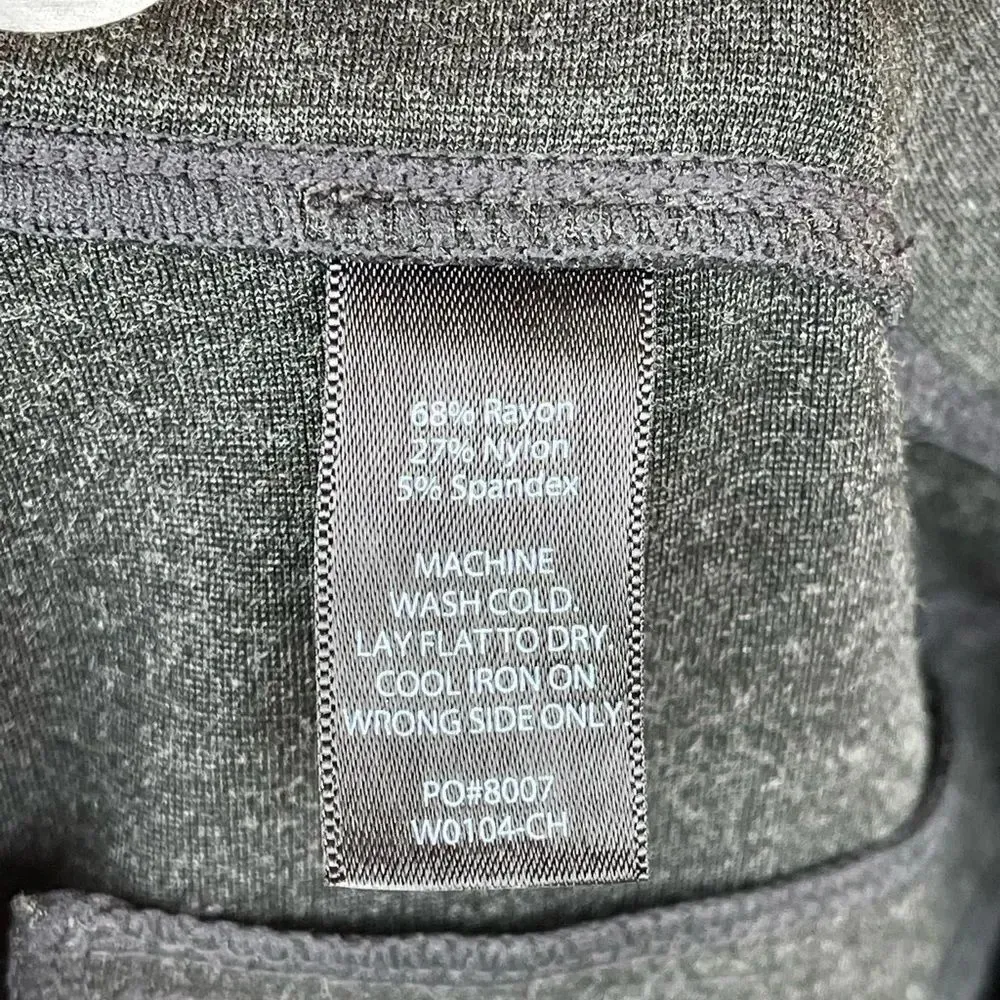 68% Rayon
27% Nylon
5% Spandex
MACHINE
WASH COLD.
LAY FLAT TO DRY.
COOL IRON ON
WRONG SIDE ONLY
PO#8007
W0104-CH